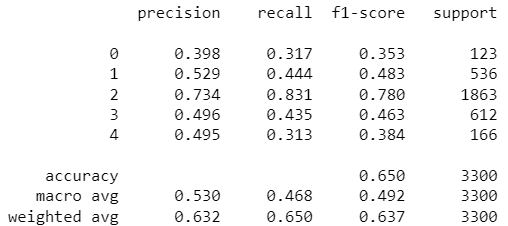 precision recall f1-score support
0 0.398 0.317 0.353 123
1 0.529 0.444 0.483 536
2 0.734 0.831 0.780 1863
3 0.496 0.435 0.463 612
4 0.495 0.313 0.384 166
accuracy 0.650 3300
macro avg 0.530 0.468 0.492 3300
weighted avg 0.632 0.650 0.637 3300